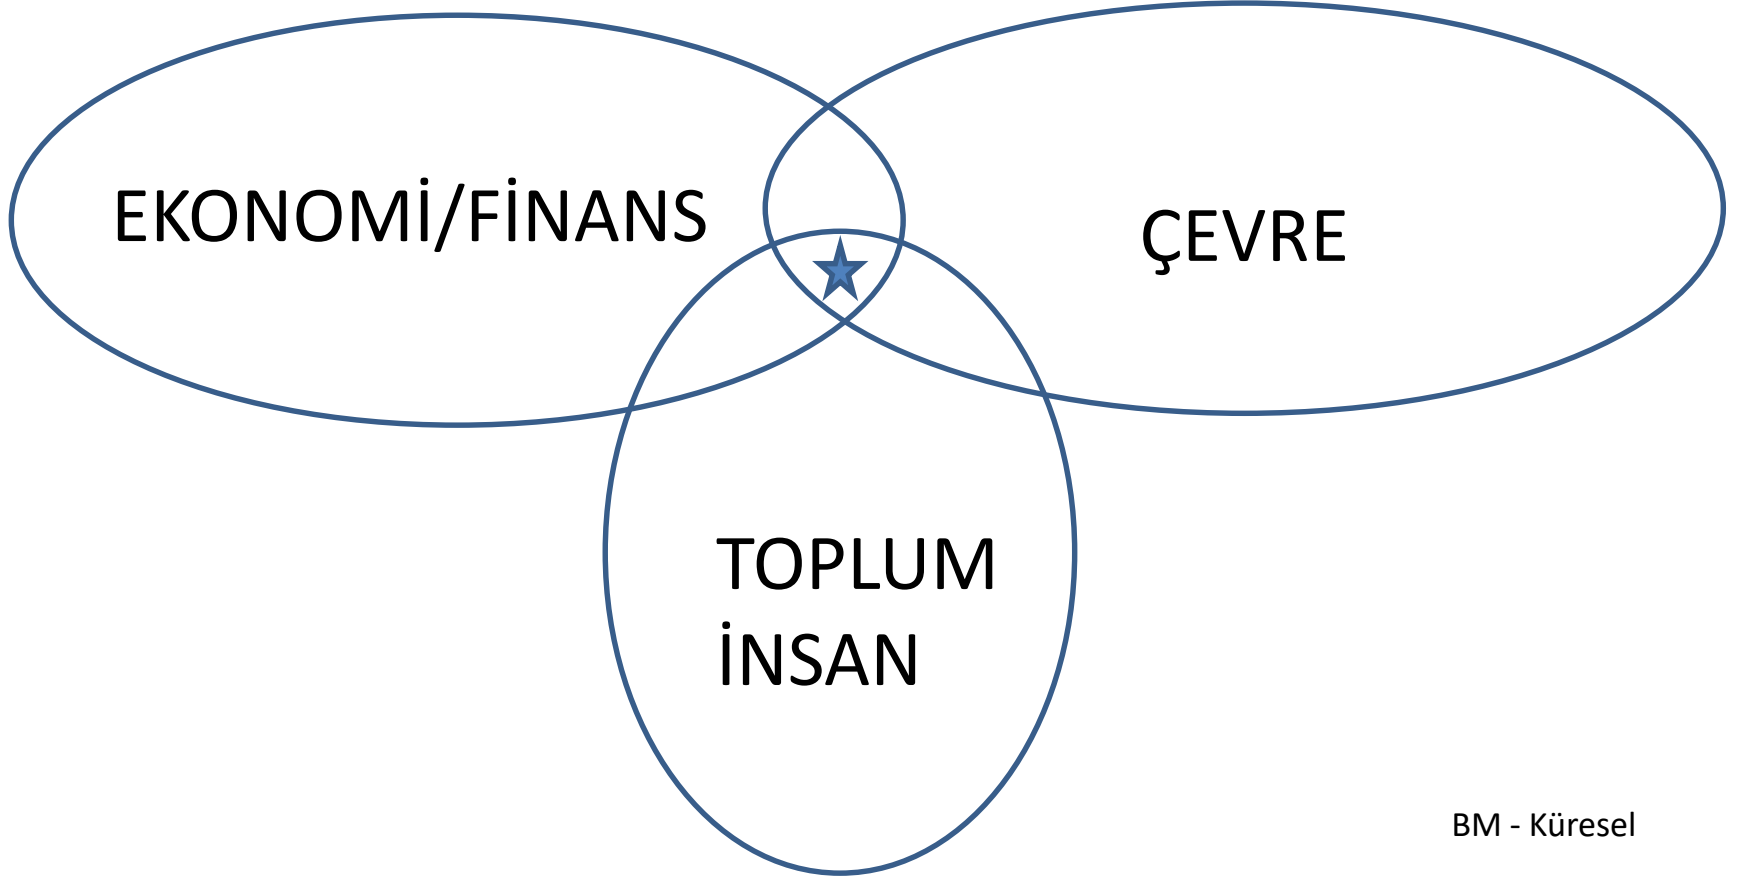 EKONOMİ/FİNANS
ÇEVRE
TOPLUM
İNSAN
BM - Küresel